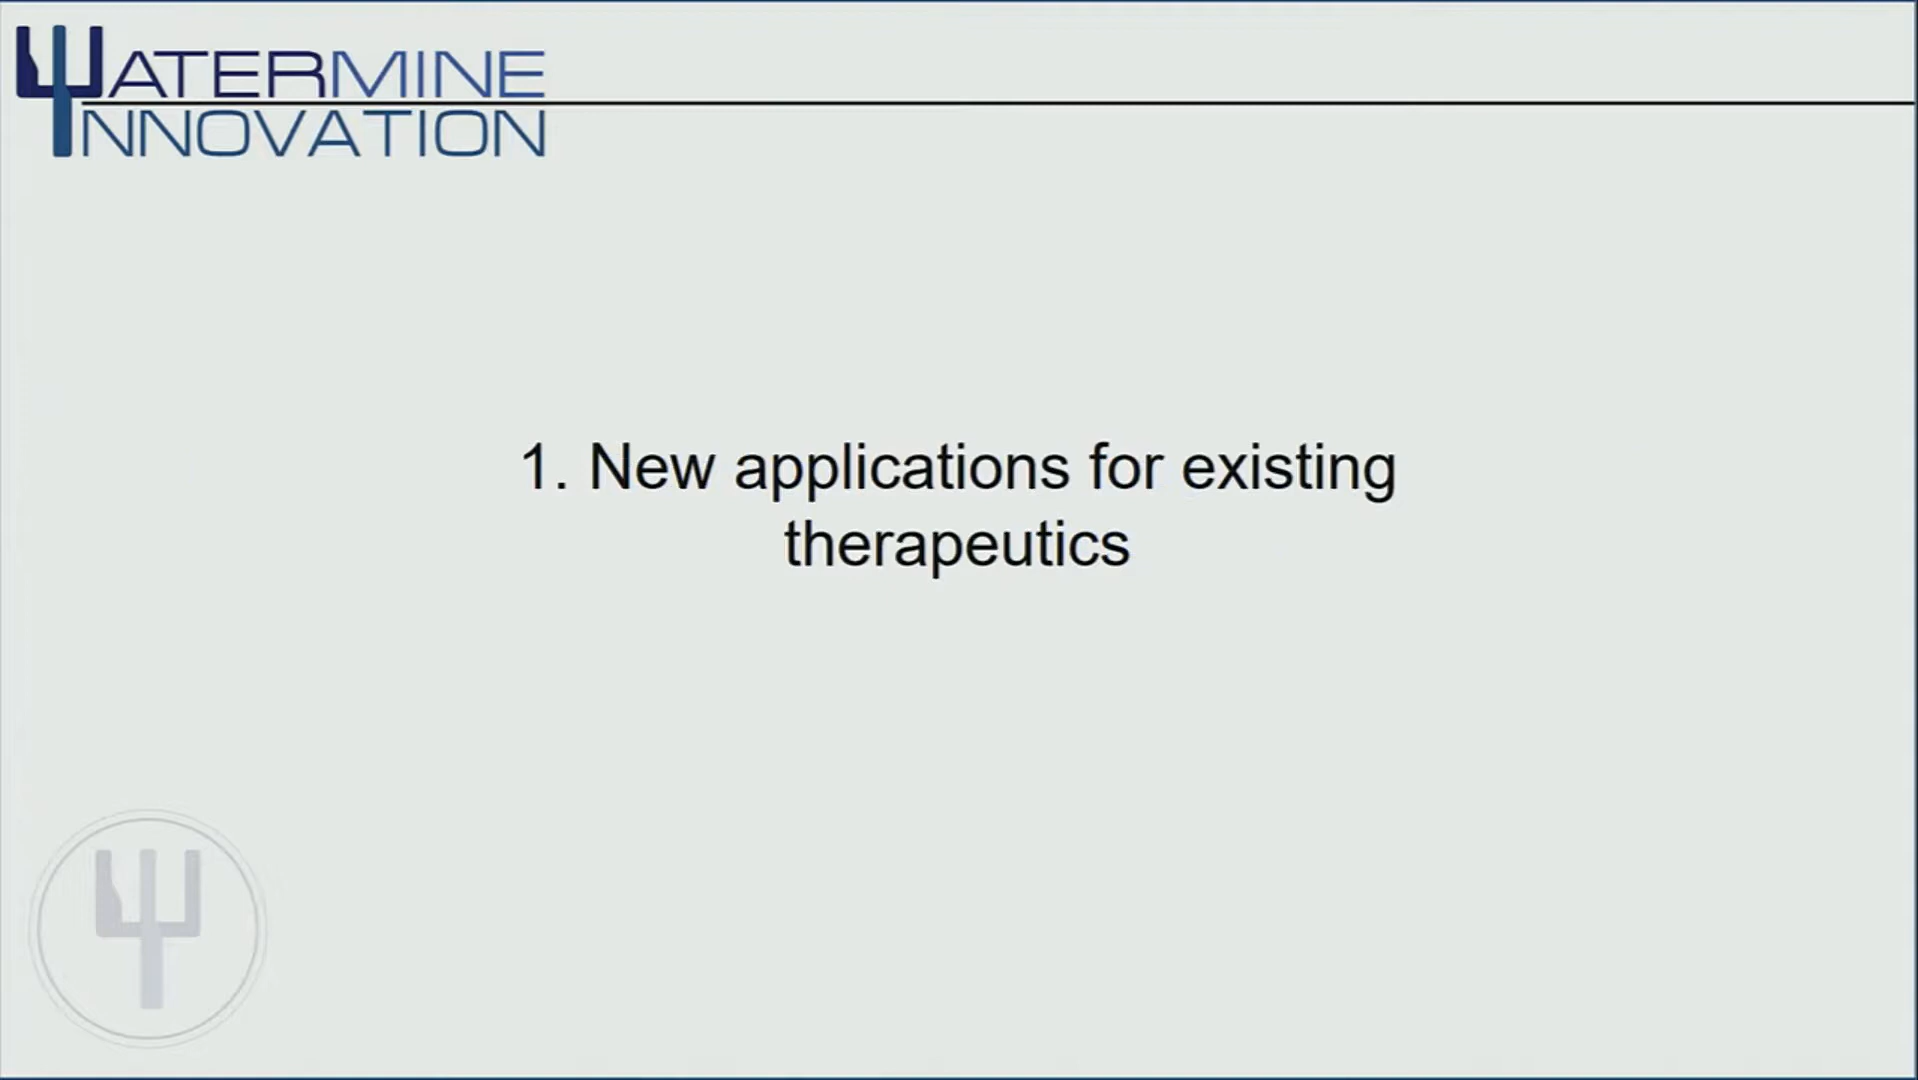 WATERMINE
INNOVATION
1. New applications for existing
therapeutics